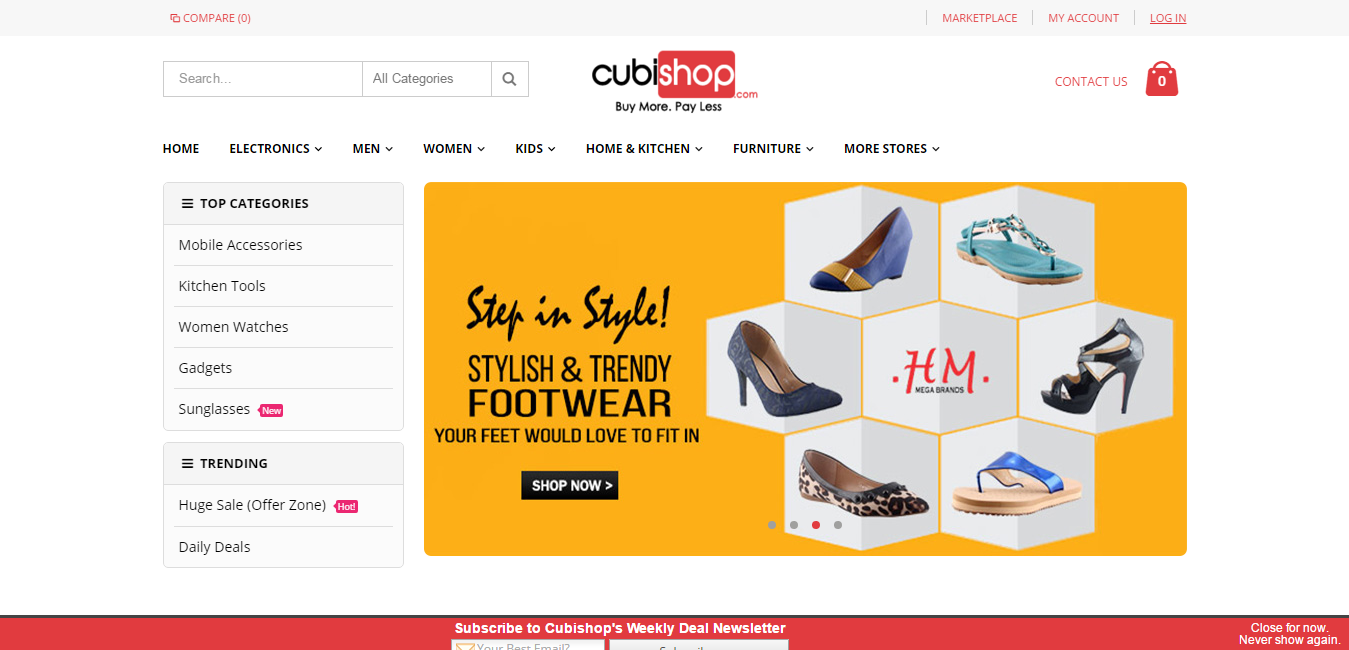 COMPARE (0)
MARKETPLACE
MY ACCOUNT
LOG IN
Search...
All Categories
cubishop
.com
Buy More. Pay Less
CONTACT US
0
HOME
ELECTRONICS
MEN
WOMEN
KIDS
HOME & KITCHEN
FURNITURE
MORE STORES
TOP CATEGORIES
Mobile Accessories
Kitchen Tools
Women Watches
Gadgets
Sunglasses New
TRENDING
Huge Sale (Offer Zone) Hot!
Daily Deals
Step in Style!
STYLISH & TRENDY
FOOTWEAR
YOUR FEET WOULD LOVE TO FIT IN
SHOP NOW >
.HM.
MEGA BRANDS
Subscribe to Cubishop's Weekly Deal Newsletter
Your Best Email?
Subscribe
Close for now.
Never show again.